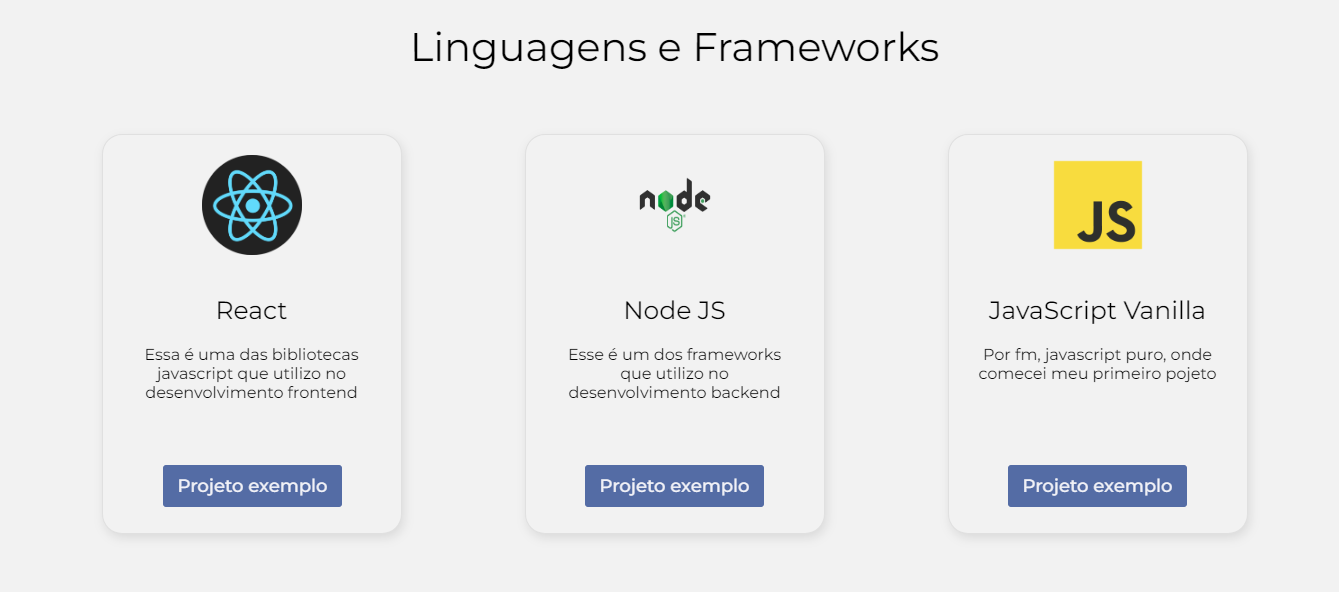 Linguagens e Frameworks
node
JS
JS
React
Essa é uma das bibliotecas
javascript que utilizo no
desenvolvimento frontend
Projeto exemplo
Node JS
Esse é um dos frameworks
que utilizo no
desenvolvimento backend
Projeto exemplo
JavaScript Vanilla
Por fm, javascript puro, onde
comecei meu primeiro pojeto
Projeto exemplo